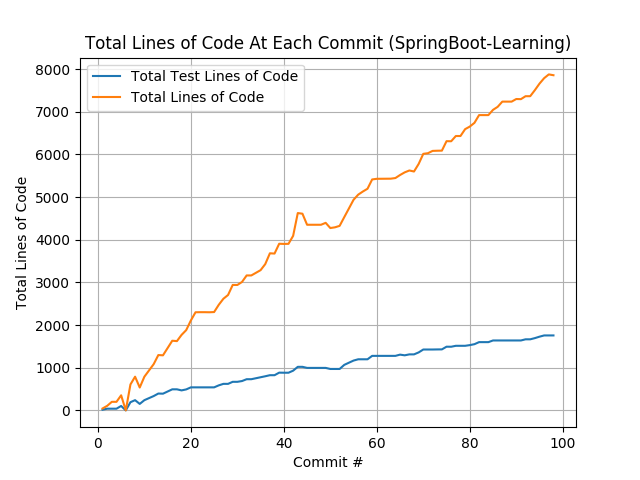 Total Lines of Code At Each Commit (SpringBoot-Learning)
Total Test Lines of Code
Total Lines of Code
8000
7000
6000
5000
4000
3000
2000
1000
0
Total Lines of Code
0 20 40 60 80 100
Commit #